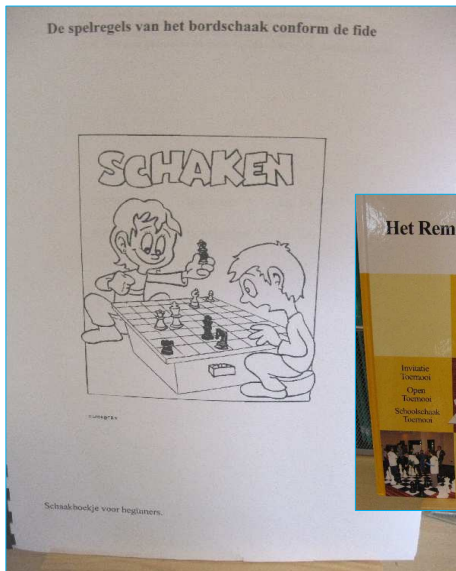 De spelregels van het bordschaak conform de fide
SCHAKEN
Het Rem
Invitatie
Toernooi
Open
Toernooi
Schoolschaak
Toernooi
Schaakboekje voor beginners.